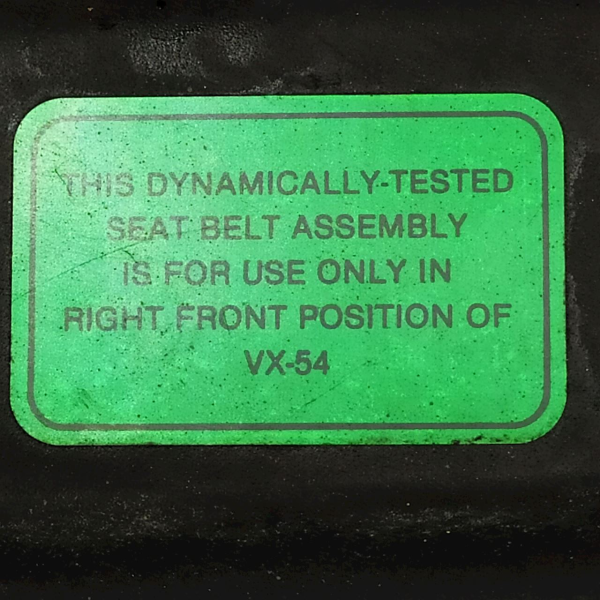 THIS DYNAMICALLY-TESTED
SEAT BELT ASSEMBLY
IS FOR USE ONLY IN
RIGHT FRONT POSITION OF
VX-54